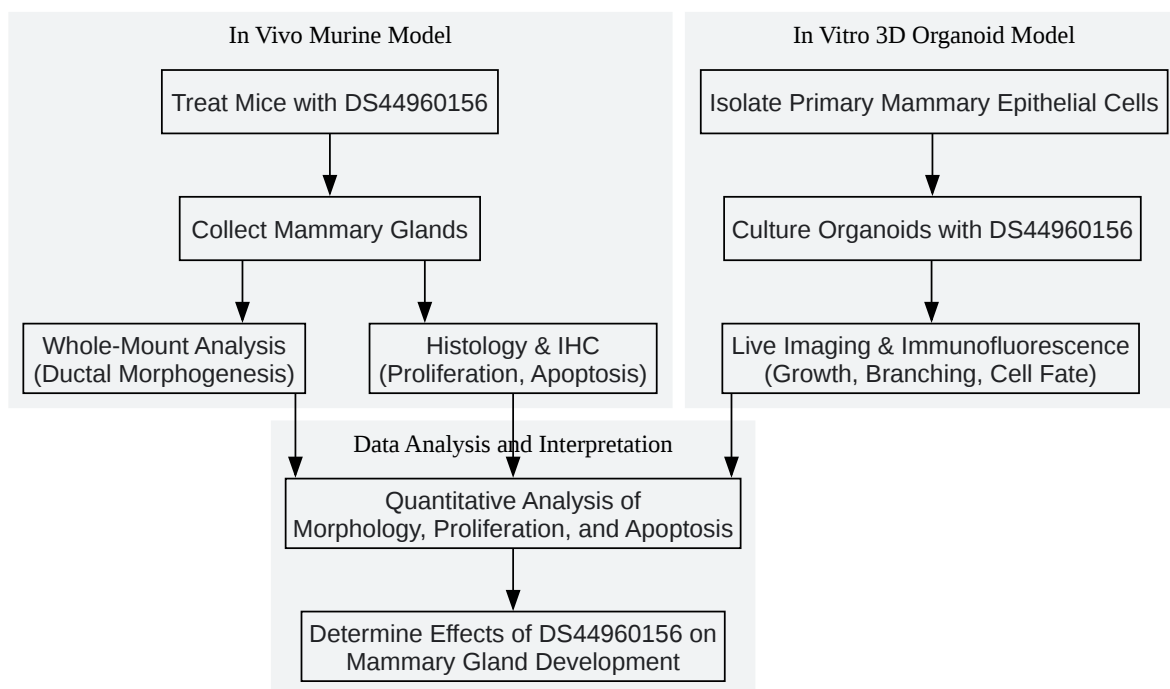 In Vivo Murine Model
Treat Mice with DS44960156
Collect Mammary Glands
Whole-Mount Analysis
(Ductal Morphogenesis)
Histology & IHC
(Proliferation, Apoptosis)
In Vitro 3D Organoid Model
Isolate Primary Mammary Epithelial Cells
Culture Organoids with DS44960156
Live Imaging & Immunofluorescence
(Growth, Branching, Cell Fate)
Data Analysis and Interpretation
Quantitative Analysis of
Morphology, Proliferation, and Apoptosis
Determine Effects of DS44960156 on
Mammary Gland Development